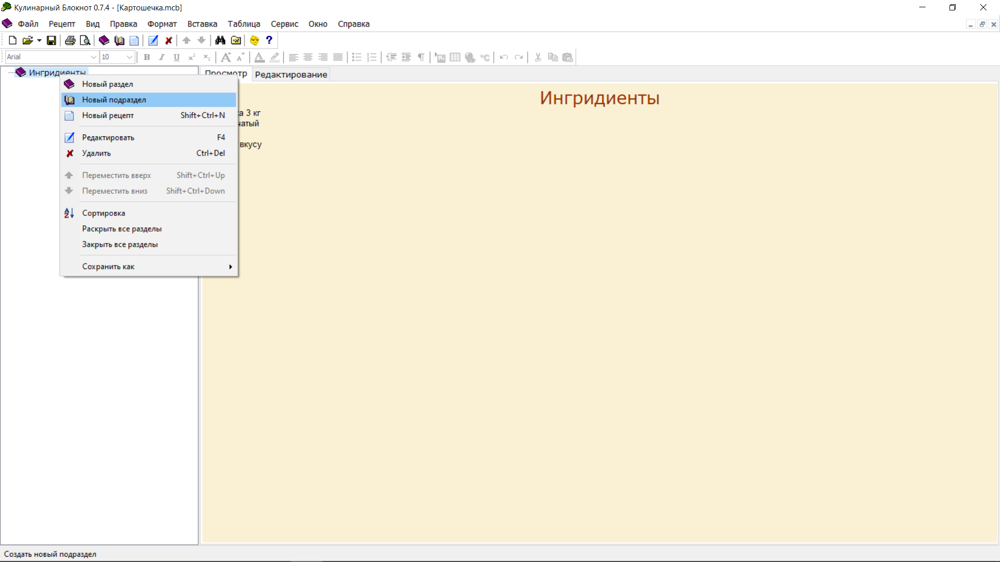 Кулинарный Блокнот 0.7.4 - [Картошечка.mcb]
Файл Рецепт Вид Правка Формат Вставка Таблица Сервис Окно Справка
Arial 10
Ингридиенты
Просмотр Редактирование
Новый раздел
Новый подраздел
Новый рецепт Shift+Ctrl+N
Редактировать F4
Удалить Ctrl+Del
Переместить вверх Shift+Ctrl+Up
Переместить вниз Shift+Ctrl+Down
Сортировка
Раскрыть все разделы
Закрыть все разделы
Сохранить как
Ингридиенты
ка 3 кг
чатый
вкусу
Создать новый подраздел